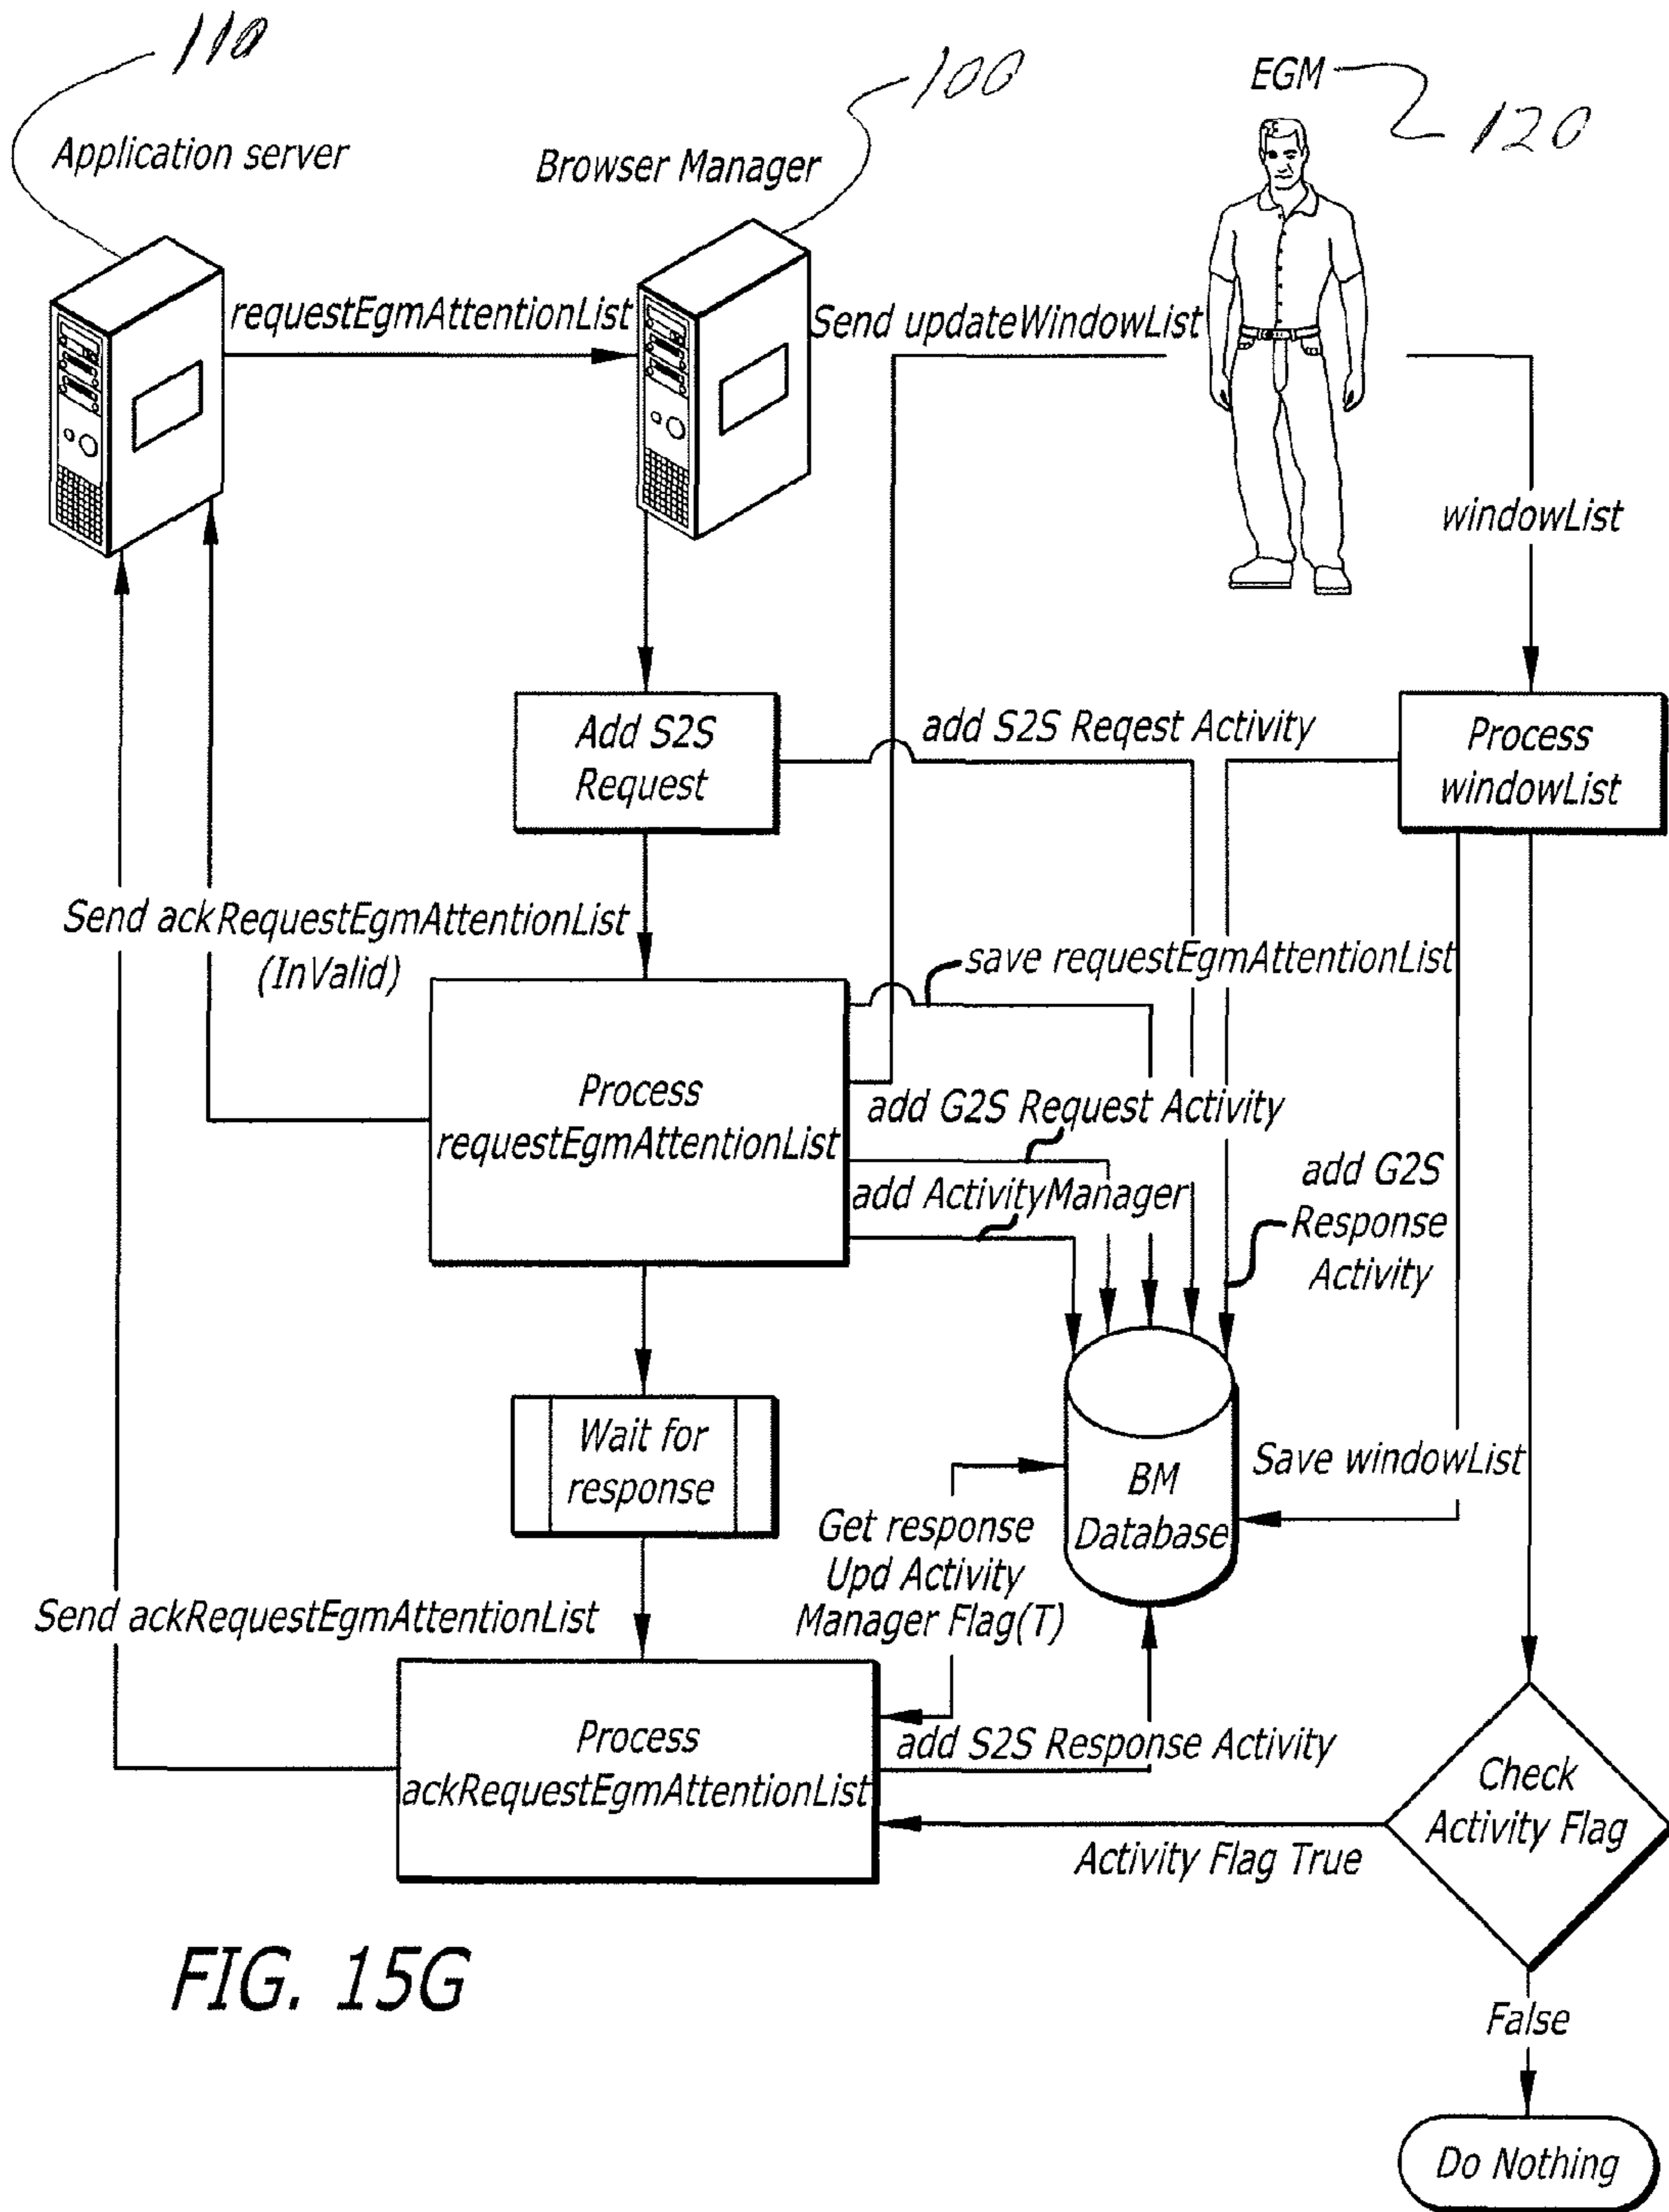 110
100
EGM
120
Application server
Browser Manager
requestEgmAttentionList
Send updateWindowList
windowList
Add S2S
Request
add S2S Reqest Activity
Process
windowList
Send ackRequestEgmAttentionList
(InValid)
save requestEgmAttentionList
Process
requestEgmAttentionList
add G2S Request Activity
add ActivityManager
add G2S
Response
Activity
Wait for
response
BM
Database
Save windowList
Get response
Upd Activity
Manager Flag(T)
Send ackRequestEgmAttentionList
Process
ackRequestEgmAttentionList
add S2S Response Activity
Check
Activity Flag
Activity Flag True
FIG. 15G
False
Do Nothing